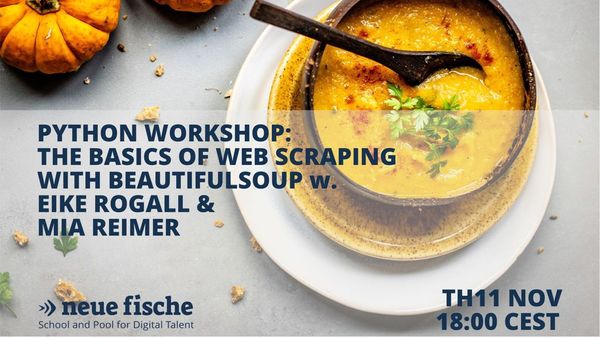 PYTHON WORKSHOP:
THE BASICS OF WEB SCRAPING
WITH BEAUTIFULSOUP w.
EIKE ROGALL &
MIA REIMER
neue fische
School and Pool for Digital Talent
TH11 NOV
18:00 CEST